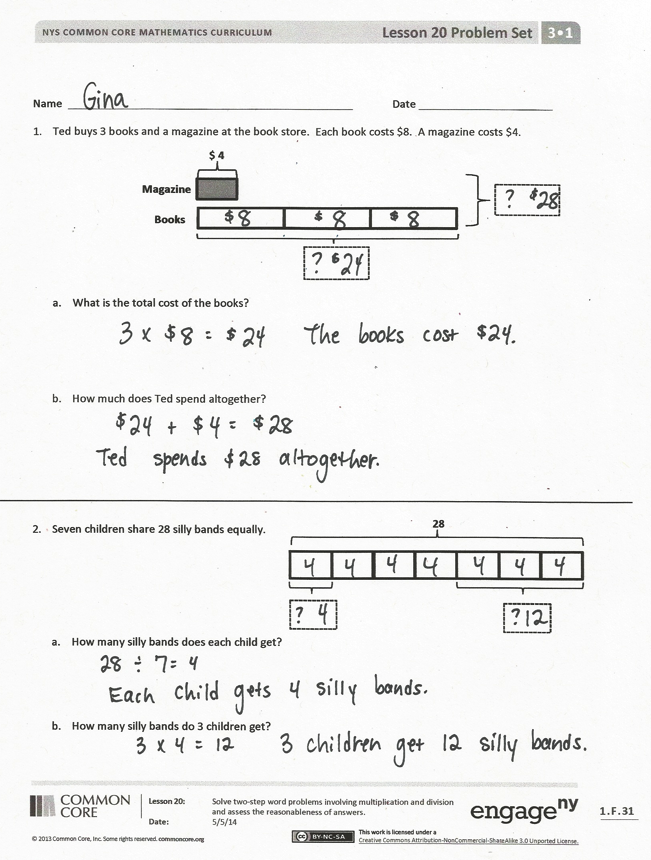 NYS COMMON CORE MATHEMATICS CURRICULUM Lesson 20 Problem Set 3•1
Name Gina Date
1. Ted buys 3 books and a magazine at the book store. Each book costs $8. A magazine costs $4.
$4
Magazine
? $28
Books $8 $8 $8
? $24
a. What is the total cost of the books?
3 x $8 = $24 The books cost $24.
b. How much does Ted spend altogether?
$24 + $4 = $28
Ted spends $28 altogether.
2. Seven children share 28 silly bands equally.
28
4 4 4 4 4 4 4
? 4 ? 12
a. How many silly bands does each child get?
28 ÷ 7 = 4
Each child gets 4 silly bands.
b. How many silly bands do 3 children get?
3 x 4 = 12 3 children get 12 silly bands.
COMMON CORE
Lesson 20: Solve two-step word problems involving multiplication and division and assess the reasonableness of answers.
Date: 5/5/14
engage ny
1.F.31
© 2013 Common Core, Inc. Some rights reserved. commoncore.org
CC BY-NC-SA
This work is licensed under a
Creative Commons Attribution-NonCommercial-ShareAlike 3.0 Unported License.